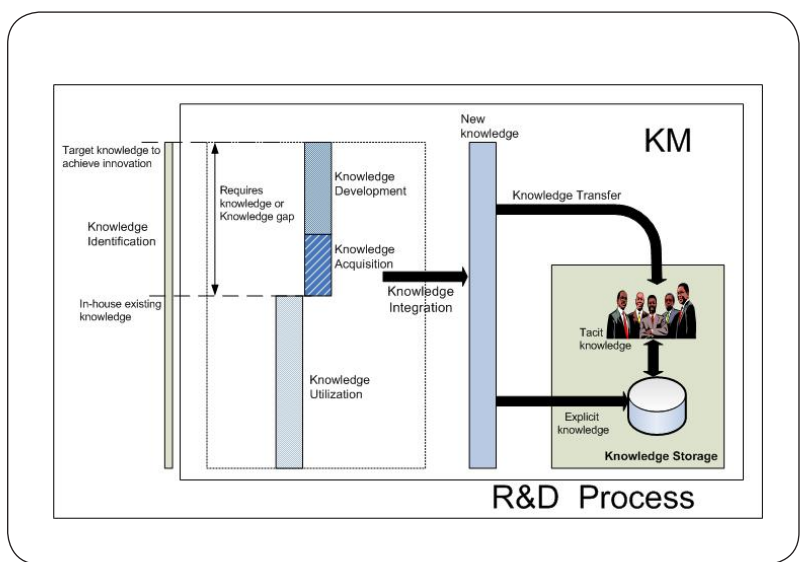 New
knowledge
KM
Target knowledge to
achieve innovation
Knowledge
Identification
In-house existing
knowledge
Requires
knowledge or
Knowledge gap
Knowledge
Development
Knowledge
Acquisition
Knowledge
Integration
Knowledge
Utilization
Knowledge Transfer
Tacit
knowledge
Explicit
knowledge
Knowledge Storage
R&D Process